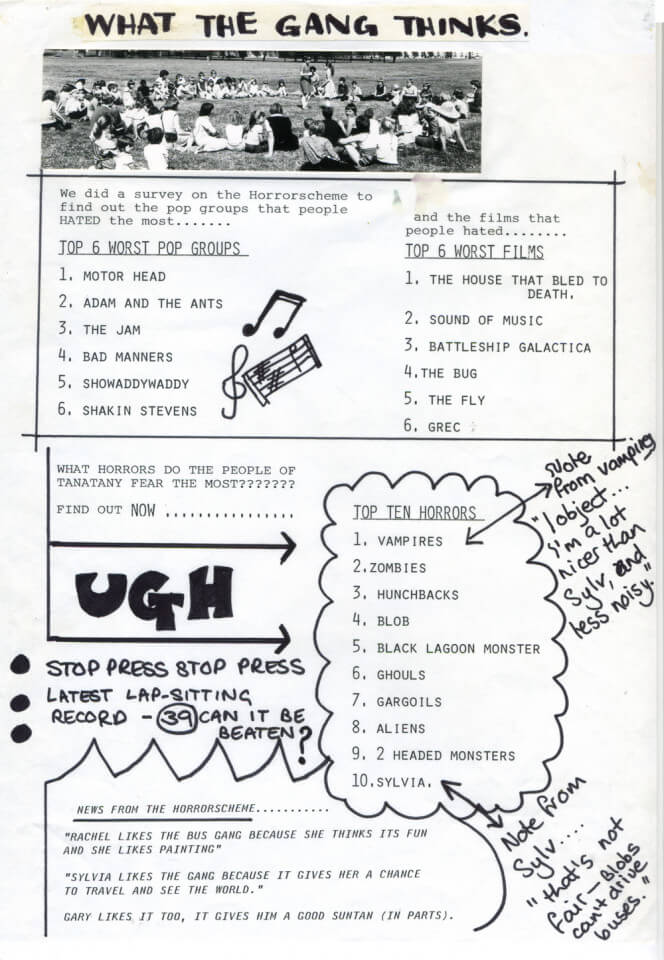 WHAT THE GANG THINKS.
We did a survey on the Horrorscheme to
find out the pop groups that people
HATED the most.......
TOP 6 WORST POP GROUPS
1. MOTOR HEAD
2. ADAM AND THE ANTS
3. THE JAM
4. BAD MANNERS
5. SHOWADDYWADDY
6. SHAKIN STEVENS
and the films that
people hated........
TOP 6 WORST FILMS
1. THE HOUSE THAT BLED TO
DEATH.
2. SOUND OF MUSIC
3. BATTLESHIP GALACTICA
4.THE BUG
5. THE FLY
6. GREC
WHAT HORRORS DO THE PEOPLE OF
TANATANY FEAR THE MOST???????
FIND OUT NOW ................
UGH
STOP PRESS STOP PRESS
LATEST LAP-SITTING
RECORD - 39 CAN IT BE
BEATEN?
TOP TEN HORRORS
1. VAMPIRES
2.ZOMBIES
3. HUNCHBACKS
4. BLOB
5. BLACK LAGOON MONSTER
6. GHOULS
7. GARGOILS
8. ALIENS
9. 2 HEADED MONSTERS
10.SYLVIA.
Note
from vampire
"I object...
I'm a lot
nicer than
Sylv, and
less noisy."
Note from
Sylv....
"that's not
fair - Blobs
can't drive
buses."
NEWS FROM THE HORRORSCHEME...........
"RACHEL LIKES THE BUS GANG BECAUSE SHE THINKS ITS FUN
AND SHE LIKES PAINTING"
"SYLVIA LIKES THE GANG BECAUSE IT GIVES HER A CHANCE
TO TRAVEL AND SEE THE WORLD."
GARY LIKES IT TOO, IT GIVES HIM A GOOD SUNTAN (IN PARTS).